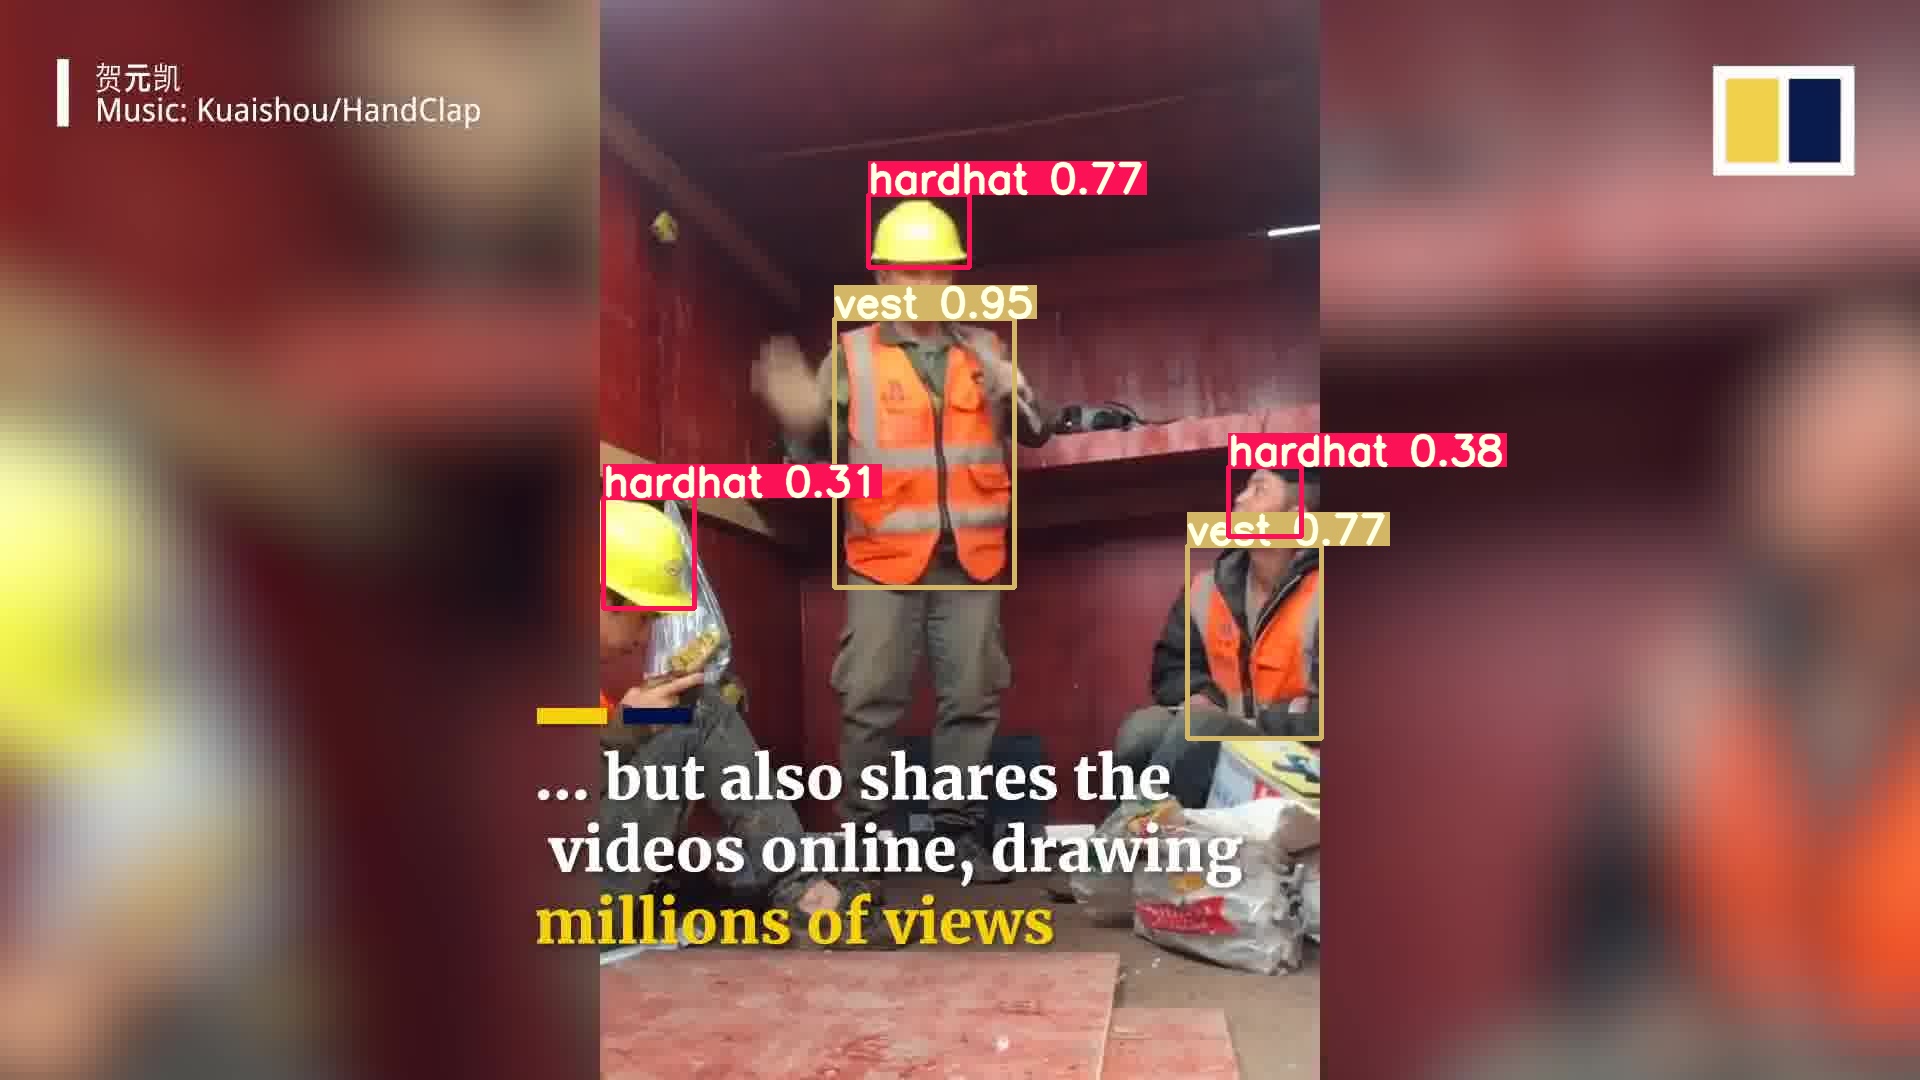 贺元凯
Music: Kuaishou/HandClap
hardhat 0.77
vest 0.95
hardhat 0.38
hardhat 0.31
vest 0.77
... but also shares the
videos online, drawing
millions of views